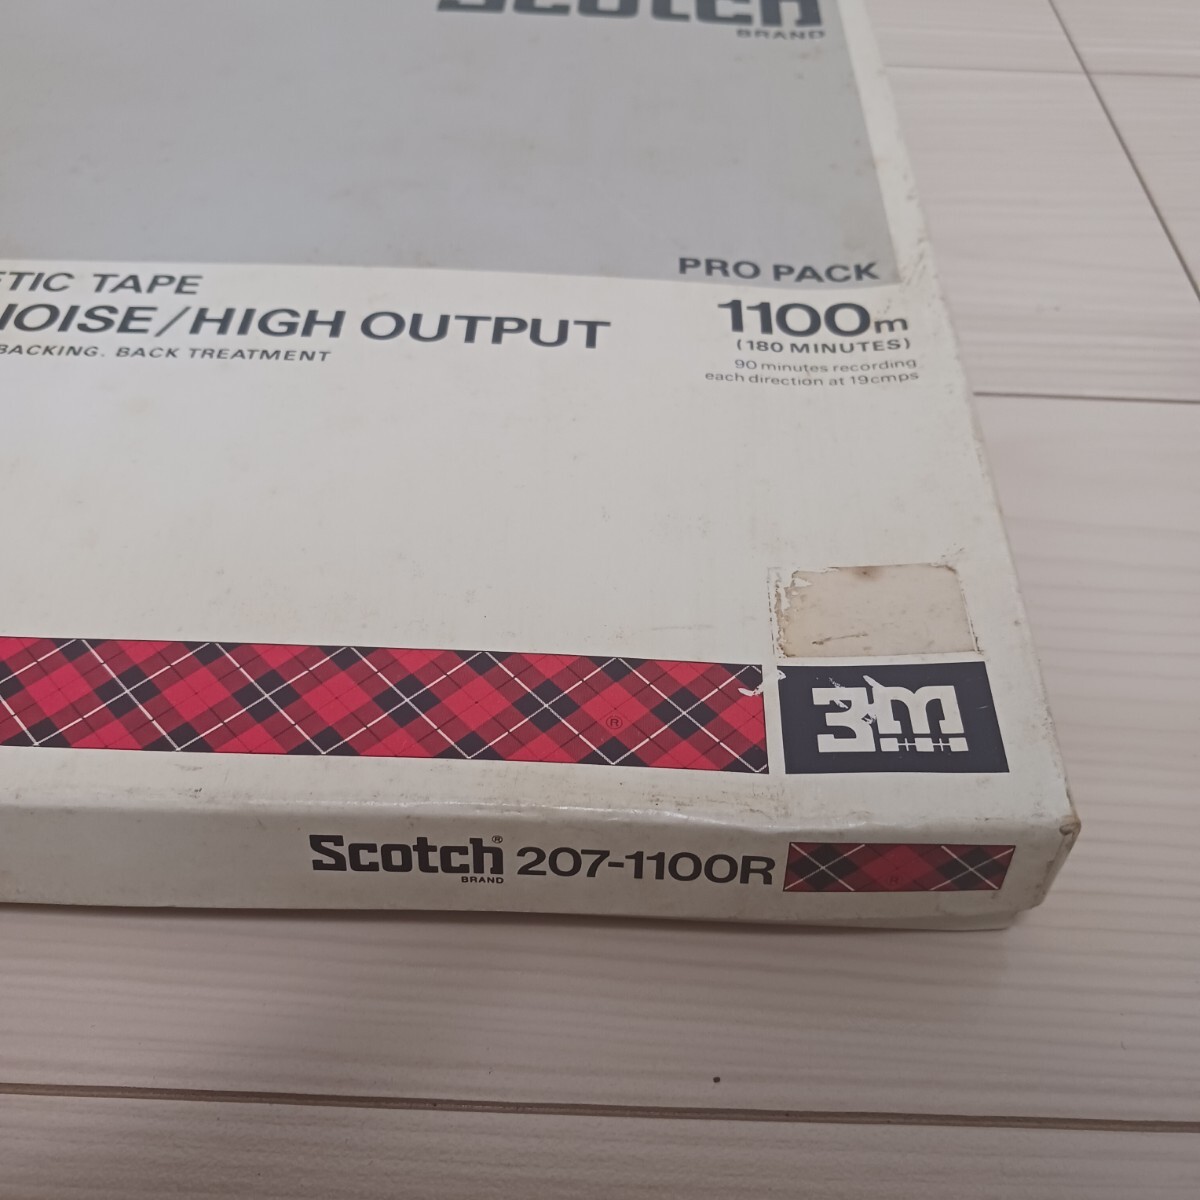 Scotch
BRAND
PRO PACK
ETIC TAPE
NOISE/HIGH OUTPUT
BACKING. BACK TREATMENT
1100m
(180 MINUTES)
90 minutes recording
each direction at 19cmps
®
3M
Scotch® 207-1100R
BRAND
R